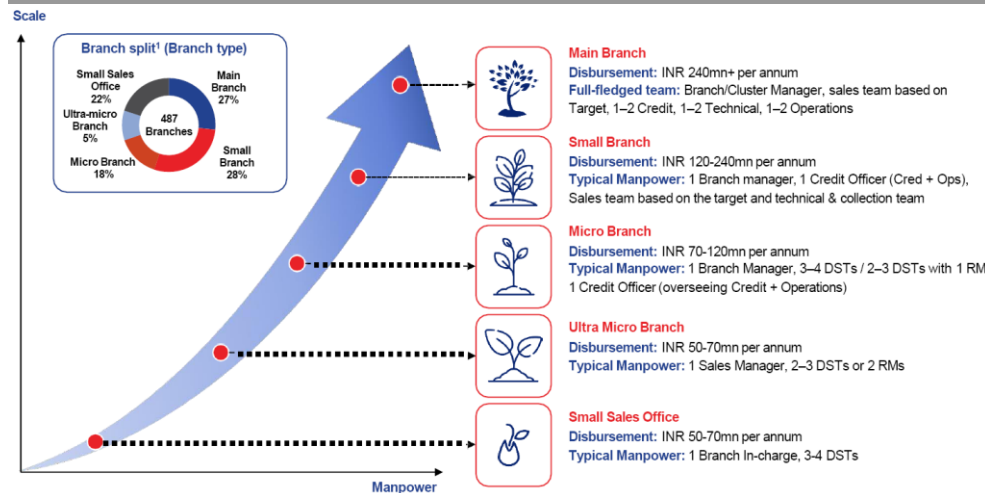 Scale
Branch split¹ (Branch type)
Small Sales
Office
22%
Main
Branch
27%
Ultra-micro
Branch
5%
487
Branches
Micro Branch
18%
Small
Branch
28%
Main Branch
Disbursement: INR 240mn+ per annum
Full-fledged team: Branch/Cluster Manager, sales team based on
Target, 1–2 Credit, 1–2 Technical, 1–2 Operations
Small Branch
Disbursement: INR 120-240mn per annum
Typical Manpower: 1 Branch manager, 1 Credit Officer (Cred + Ops),
Sales team based on the target and technical & collection team
Micro Branch
Disbursement: INR 70-120mn per annum
Typical Manpower: 1 Branch Manager, 3–4 DSTs / 2–3 DSTs with 1 RM
1 Credit Officer (overseeing Credit + Operations)
Ultra Micro Branch
Disbursement: INR 50-70mn per annum
Typical Manpower: 1 Sales Manager, 2–3 DSTs or 2 RMs
Small Sales Office
Disbursement: INR 50-70mn per annum
Typical Manpower: 1 Branch In-charge, 3-4 DSTs
Manpower